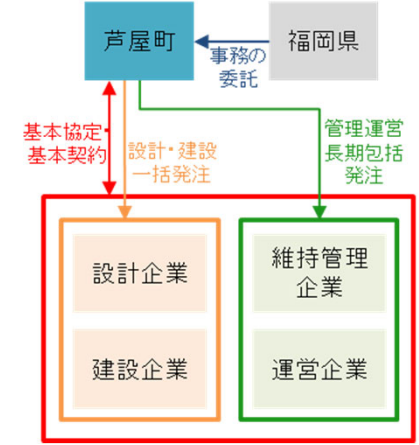 芦屋町
福岡県
事務の
委託
基本協定・
基本契約
設計・建設
一括発注
管理運営
長期包括
発注
設計企業
建設企業
維持管理
企業
運営企業